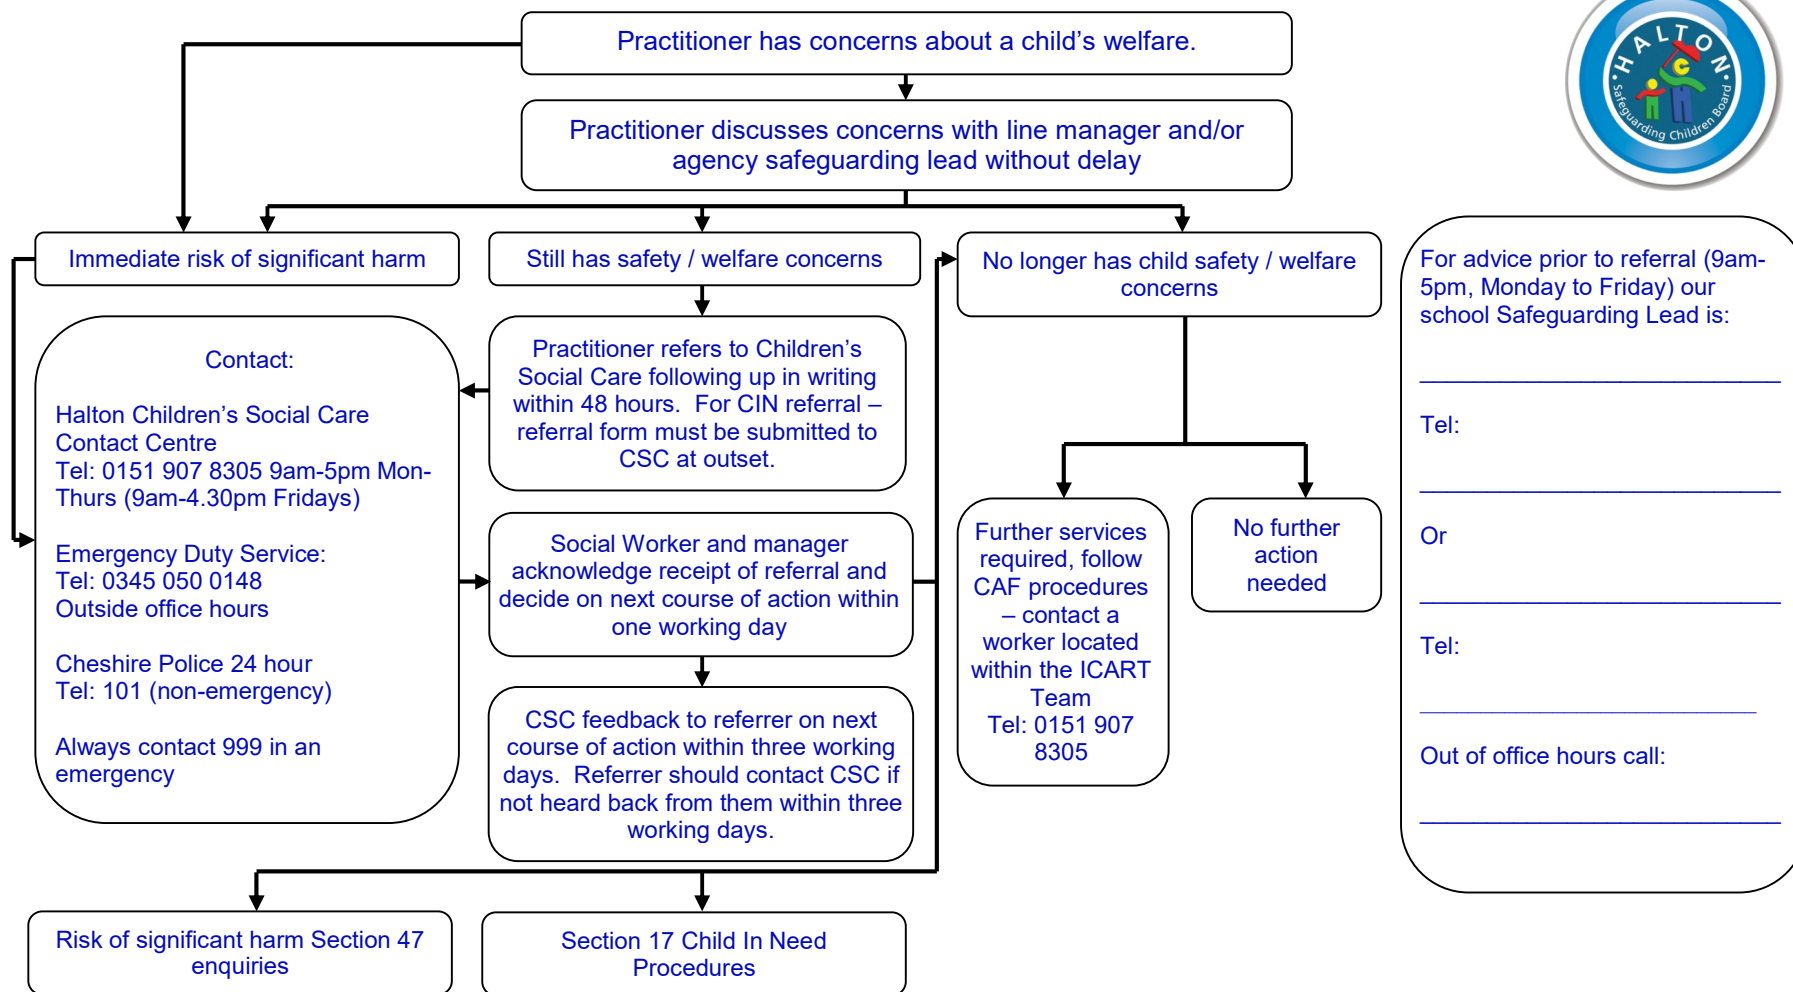 Practitioner has concerns about a child’s welfare.
HALTON
Safeguarding Children Board
Practitioner discusses concerns with line manager and/or
agency safeguarding lead without delay
Immediate risk of significant harm
Still has safety / welfare concerns
No longer has child safety / welfare
concerns
Contact:
Halton Children’s Social Care
Contact Centre
Tel: 0151 907 8305 9am-5pm Mon-
Thurs (9am-4.30pm Fridays)
Emergency Duty Service:
Tel: 0345 050 0148
Outside office hours
Cheshire Police 24 hour
Tel: 101 (non-emergency)
Always contact 999 in an
emergency
Practitioner refers to Children’s
Social Care following up in writing
within 48 hours.  For CIN referral –
referral form must be submitted to
CSC at outset.
Social Worker and manager
acknowledge receipt of referral and
decide on next course of action within
one working day
CSC feedback to referrer on next
course of action within three working
days.  Referrer should contact CSC if
not heard back from them within three
working days.
Further services
required, follow
CAF procedures
– contact a
worker located
within the ICART
Team
Tel: 0151 907
8305
No further
action
needed
For advice prior to referral (9am-
5pm, Monday to Friday) our
school Safeguarding Lead is:
Tel:
Or
Tel:
Out of office hours call:
Risk of significant harm Section 47
enquiries
Section 17 Child In Need
Procedures